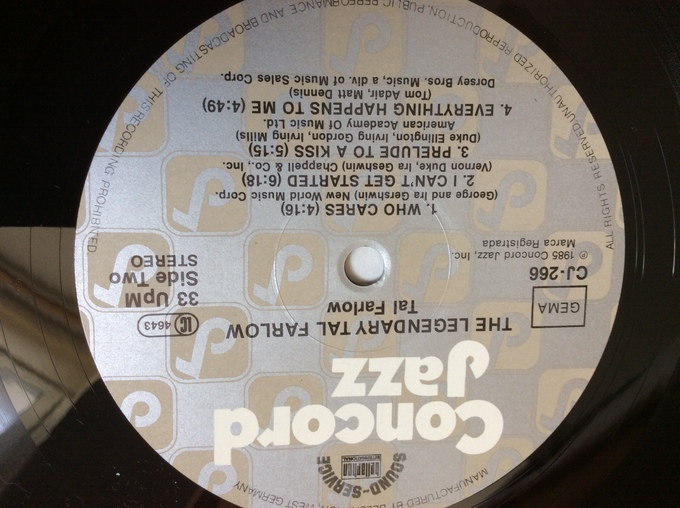 MANUFACTURED BY
WEST GERMANY
SOUND-SERVICE
INTERNATIONAL
Concord
Jazz
THE LEGENDARY TAL FARLOW
Tal Farlow
GEMA
LC 4643
CJ-266
33 UpM
℗ 1985 Concord Jazz, Inc.
Side Two
Marca Registrada
STEREO
1. WHO CARES (4:16)
(George and Ira Gershwin) New World Music Corp.
2. I CAN'T GET STARTED (6:18)
(Vernon Duke, Ira Geshwin) Chappell & Co., Inc.,
3. PRELUDE TO A KISS (5:15)
(Duke Ellington, Irving Gordon, Irving Mills)
American Academy of Music Ltd.
4. EVERYTHING HAPPENS TO ME (4:49)
(Tom Adair, Matt Dennis)
Dorsey Bros. Music, a div. of Music Sales Corp.
ALL RIGHTS RESERVED. UNAUTHORIZED REPRODUCTION, PUBLIC PERFORMANCE AND BROADCASTING OF THIS RECORDING PROHIBITED